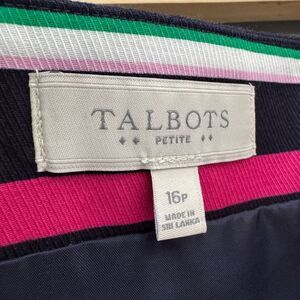 TALBOTS
PETITE
16P
MADE IN
SRI LANKA